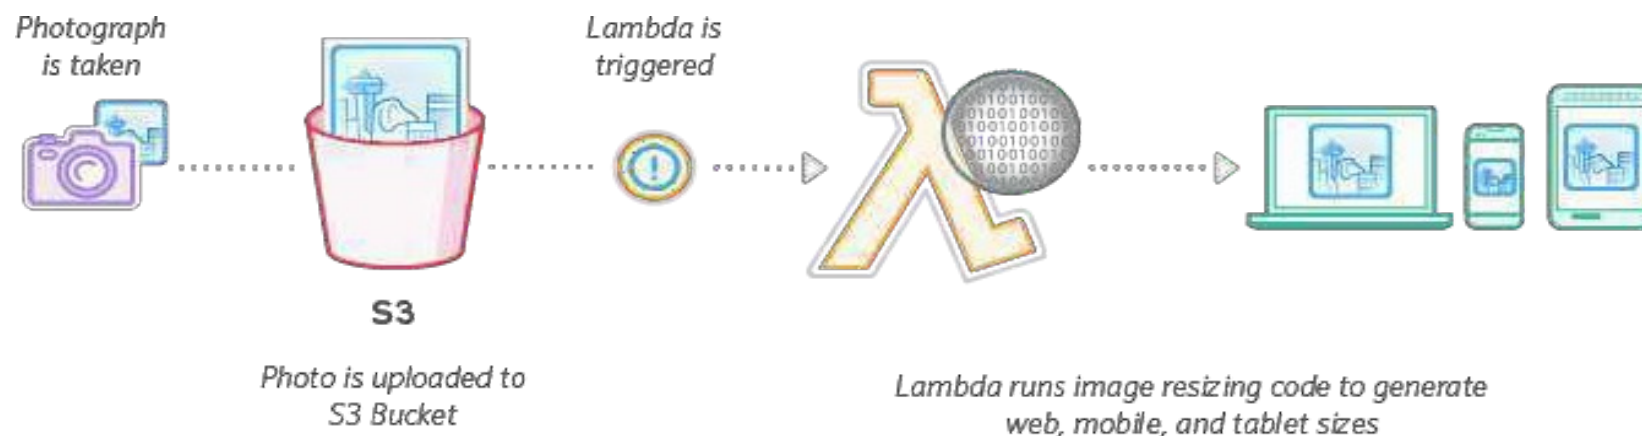 Photograph
is taken
Lambda is
triggered
S3
Photo is uploaded to
S3 Bucket
Lambda runs image resizing code to generate
web, mobile, and tablet sizes